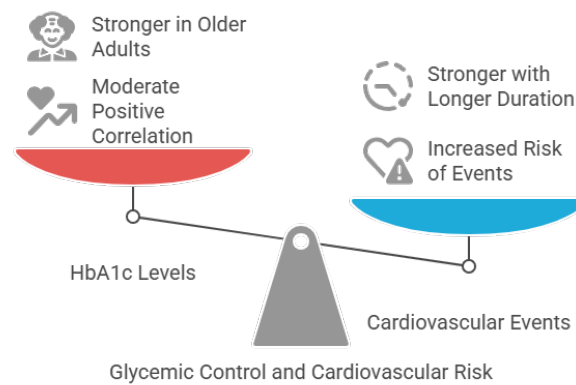 Stronger in Older
Adults
Moderate
Positive
Correlation
Stronger with
Longer Duration
Increased Risk
of Events
HbA1c Levels
Cardiovascular Events
Glycemic Control and Cardiovascular Risk